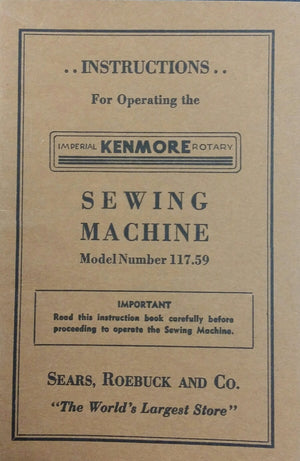 ..INSTRUCTIONS..
For Operating the
IMPERIAL KENMORE ROTARY
SEWING
MACHINE
Model Number 117.59
IMPORTANT
Read this instruction book carefully before
proceeding to operate the Sewing Machine.
SEARS, ROEBUCK AND CO.
"The World's Largest Store"